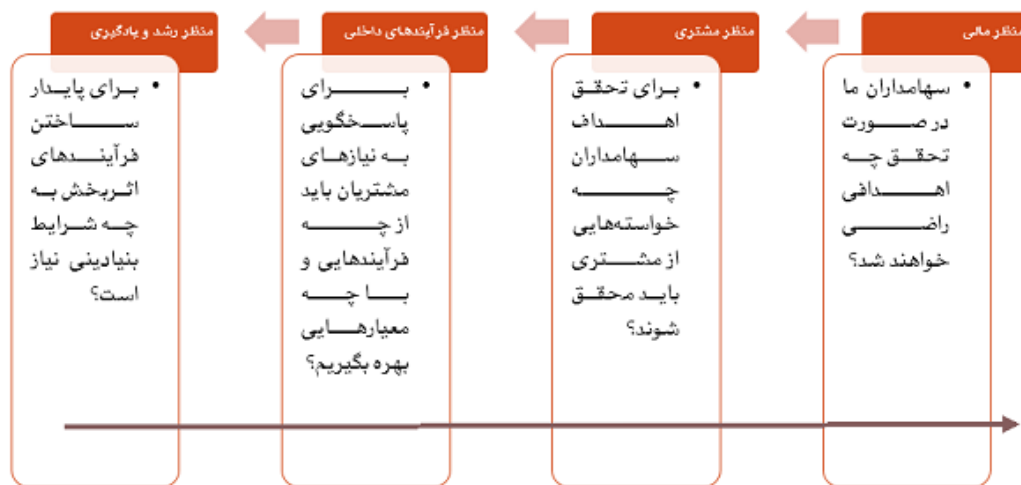 منظر مالی
سهامداران ما
در صورت
تحقق چه
اهدافی
راضی
خواهند شد؟
منظر مشتری
برای تحقق
اهداف
سهامداران
چه
خواسته‌هایی
از مشتری
باید محقق
شوند؟
منظر فرآیندهای داخلی
برای
پاسخگویی
به نیازهای
مشتریان باید
از چه
فرآیندهایی و
با چه
معیارهایی
بهره بگیریم؟
منظر رشد و یادگیری
برای پایدار
ساختن
فرآیندهای
اثربخش به
چه شرایط
بنیادینی نیاز
است؟